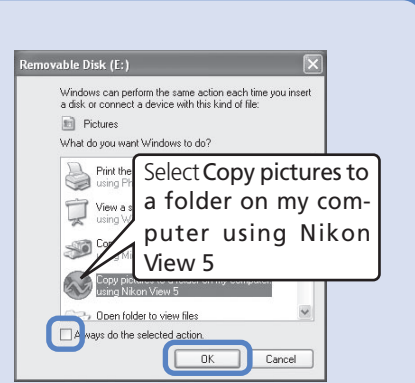 Removable Disk (E:)
Windows can perform the same action each time you insert
a disk or connect a device with this kind of file:
Pictures
What do you want Windows to do?
Print the
using
View a s
using
Select Copy pictures to
a folder on my com-
puter using Nikon
View 5
Copy pictures to a folder on my computer
using Nikon View 5
Open folder to view files
Always do the selected action.
OK
Cancel